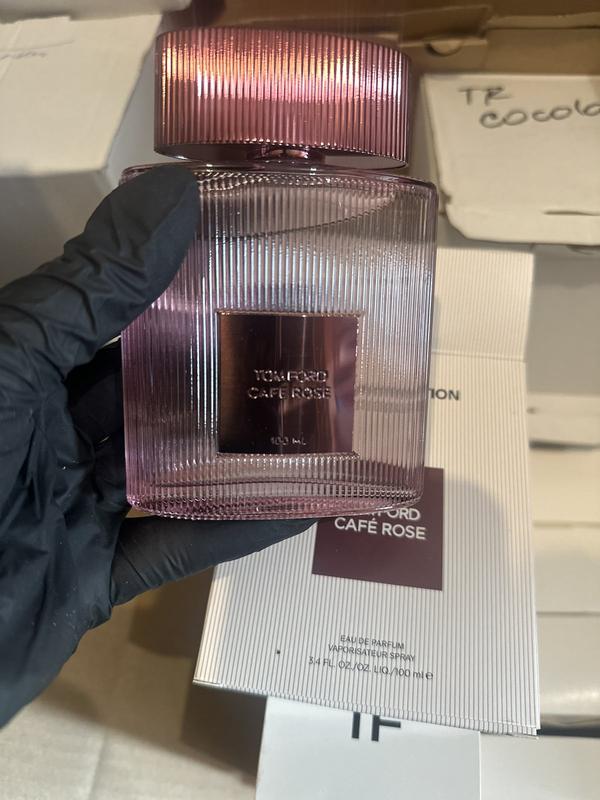 TR
TOM FORD
CAFÉ ROSE
100 ML
TION
FORD
CAFÉ ROSE
EAU DE PARFUM
VAPORISATEUR SPRAY
3.4 FL. OZ./OZ. LIQ./100 ml e
TF